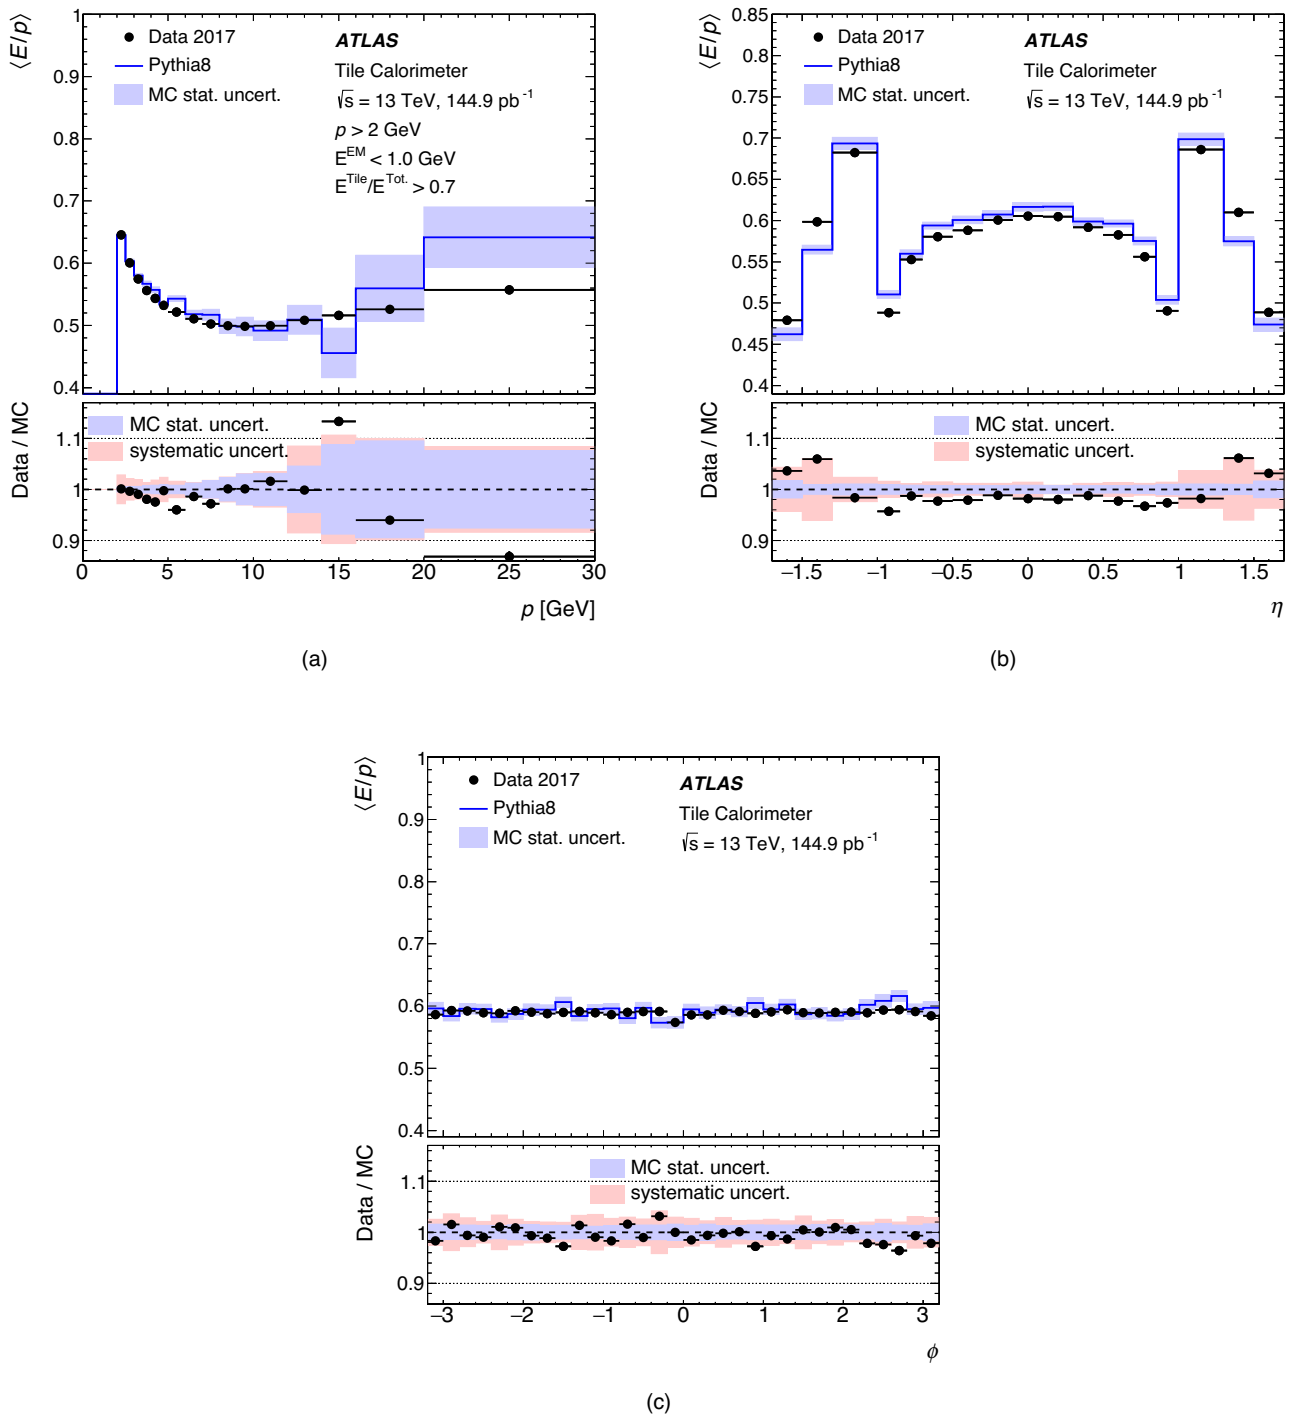 ⟨E/p⟩
1
0.9
0.8
0.7
0.6
0.5
0.4
Data 2017
Pythia8
MC stat. uncert.
ATLAS
Tile Calorimeter
√s = 13 TeV, 144.9 pb⁻¹
p > 2 GeV
E^EM < 1.0 GeV
E^Tile/E^Tot. > 0.7
Data / MC
1.1
1
0.9
MC stat. uncert.
systematic uncert.
0 5 10 15 20 25 30
p [GeV]
(a)
⟨E/p⟩
0.85
0.8
0.75
0.7
0.65
0.6
0.55
0.5
0.45
0.4
Data 2017
Pythia8
MC stat. uncert.
ATLAS
Tile Calorimeter
√s = 13 TeV, 144.9 pb⁻¹
Data / MC
1.1
1
0.9
MC stat. uncert.
systematic uncert.
−1.5 −1 −0.5 0 0.5 1 1.5
η
(b)
⟨E/p⟩
1
0.9
0.8
0.7
0.6
0.5
0.4
Data 2017
Pythia8
MC stat. uncert.
ATLAS
Tile Calorimeter
√s = 13 TeV, 144.9 pb⁻¹
Data / MC
1.1
1
0.9
MC stat. uncert.
systematic uncert.
−3 −2 −1 0 1 2 3
ϕ
(c)